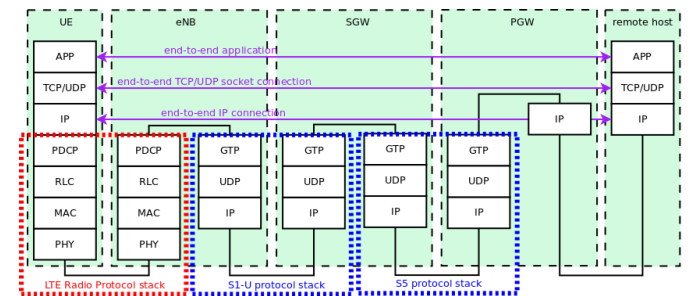 UE eNB SGW PGW remote host
APP end-to-end application APP
TCP/UDP end-to-end TCP/UDP socket connection TCP/UDP
IP end-to-end IP connection IP IP
PDCP PDCP GTP GTP GTP GTP
RLC RLC UDP UDP UDP UDP
MAC MAC IP IP IP IP
PHY PHY
LTE Radio Protocol stack S1-U protocol stack S5 protocol stack